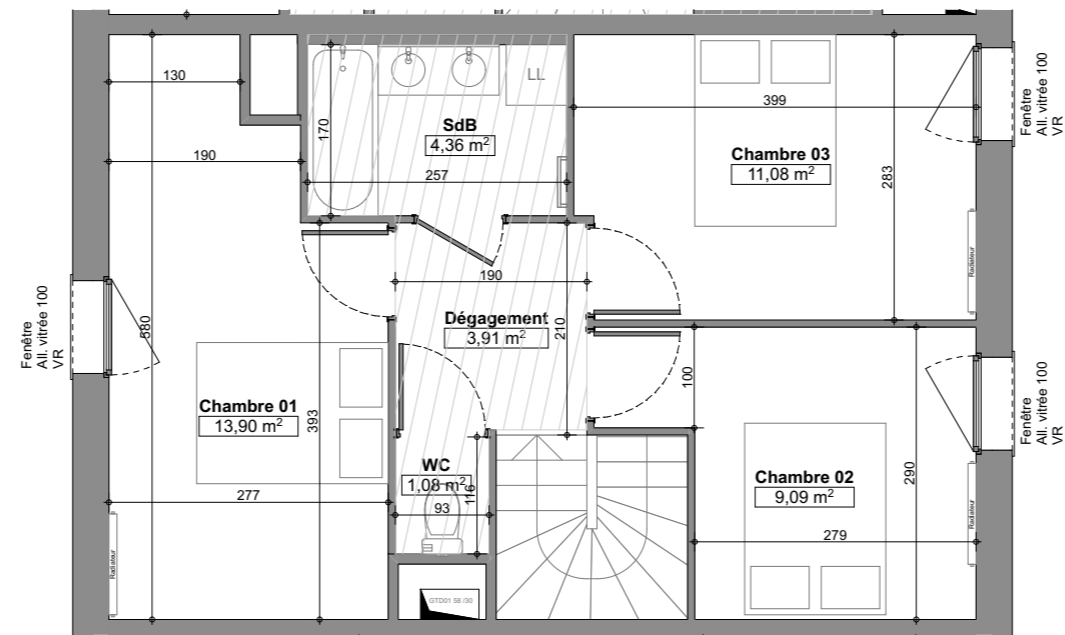 130
LL
399
Fenêtre
All. vitrée 100
VR
170
SdB
4,36 m²
190
257
Chambre 03
11,08 m²
283
Radiateur
190
Dégagement
3,91 m²
210
Fenêtre
All. vitrée 100
VR
580
100
Fenêtre
All. vitrée 100
VR
Chambre 01
13,90 m²
393
WC
1,08 m²
116
93
277
Chambre 02
9,09 m²
290
279
Radiateur
Radiateur
GTD01 58 /30